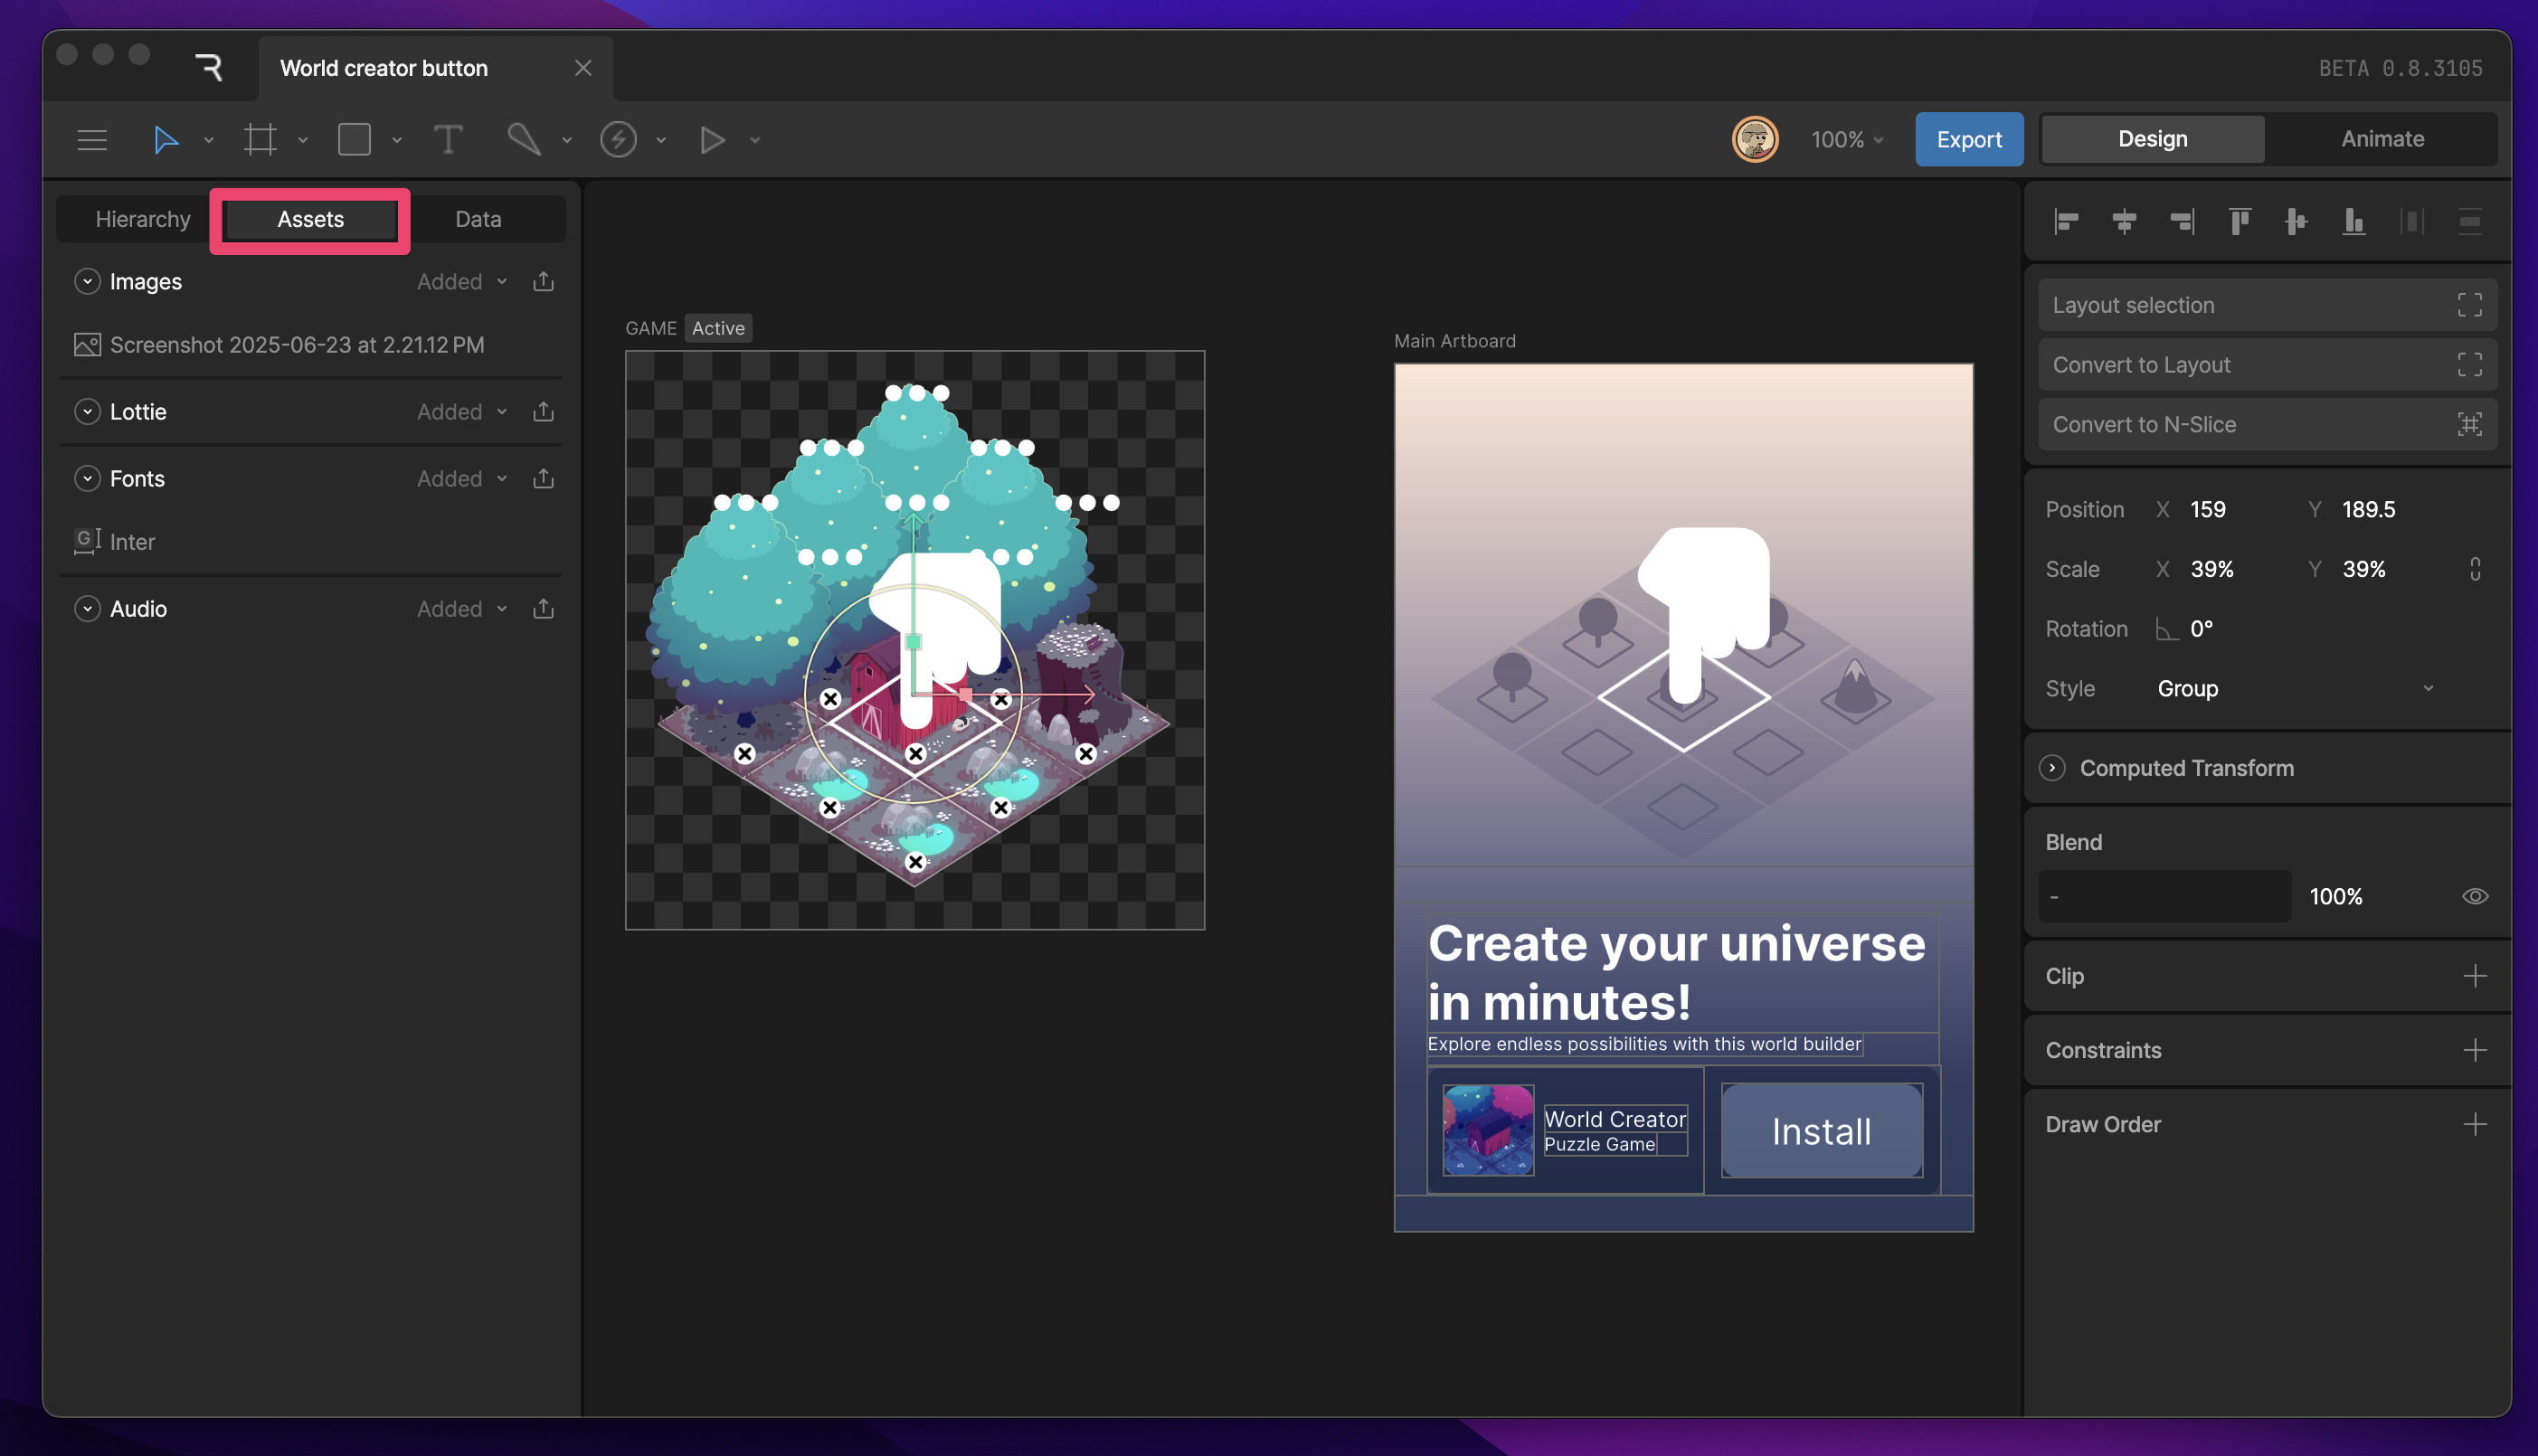 World creator button
BETA 0.8.3105
100%
Export
Design
Animate
Hierarchy
Assets
Data
Images
Added
Screenshot 2025-06-23 at 2.21.12 PM
Lottie
Added
Fonts
Added
G
Inter
Audio
Added
GAME
Active
Main Artboard
Create your universe
in minutes!
Explore endless possibilities with this world builder
World Creator
Puzzle Game
Install
Layout selection
Convert to Layout
Convert to N-Slice
Position X 159 Y 189.5
Scale X 39% Y 39%
Rotation 0°
Style Group
Computed Transform
Blend
- 100%
Clip
Constraints
Draw Order